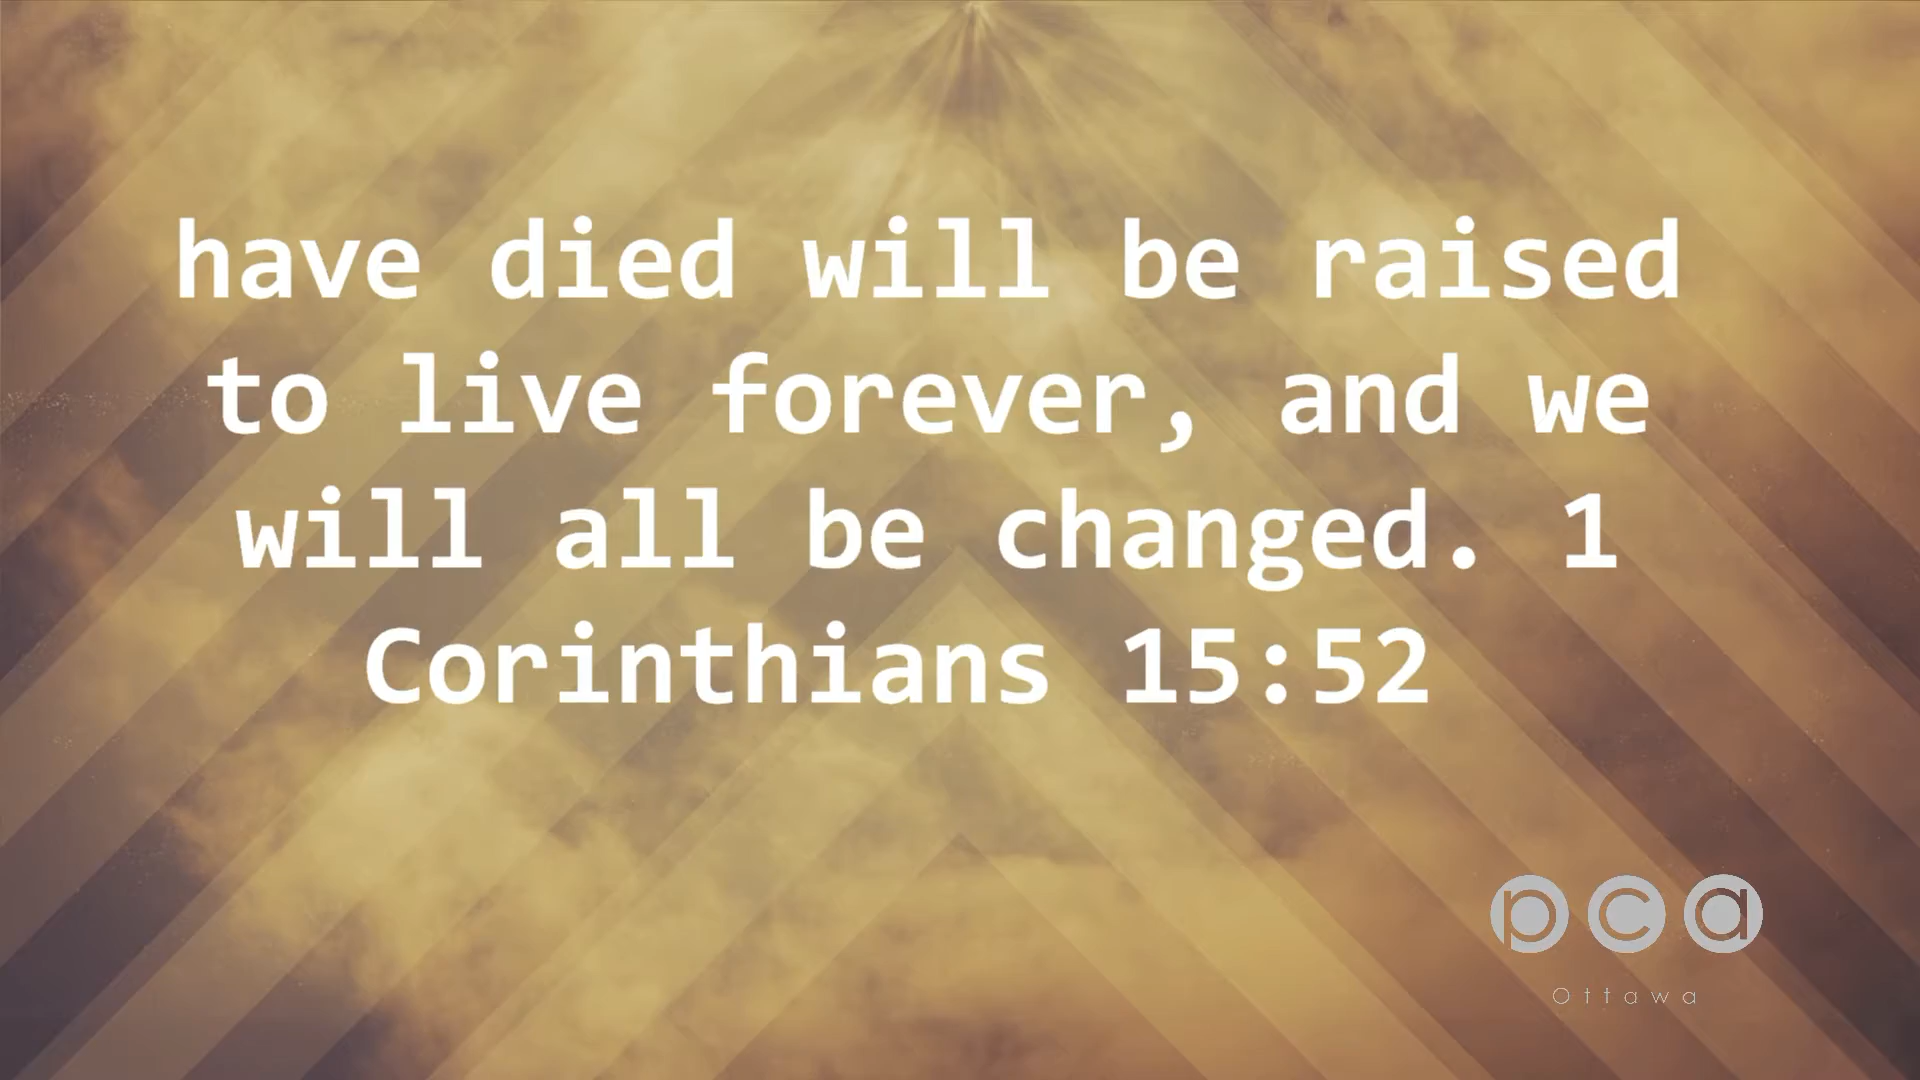 have died will be raised
to live forever, and we
will all be changed. 1
Corinthians 15:52
pca
Ottawa